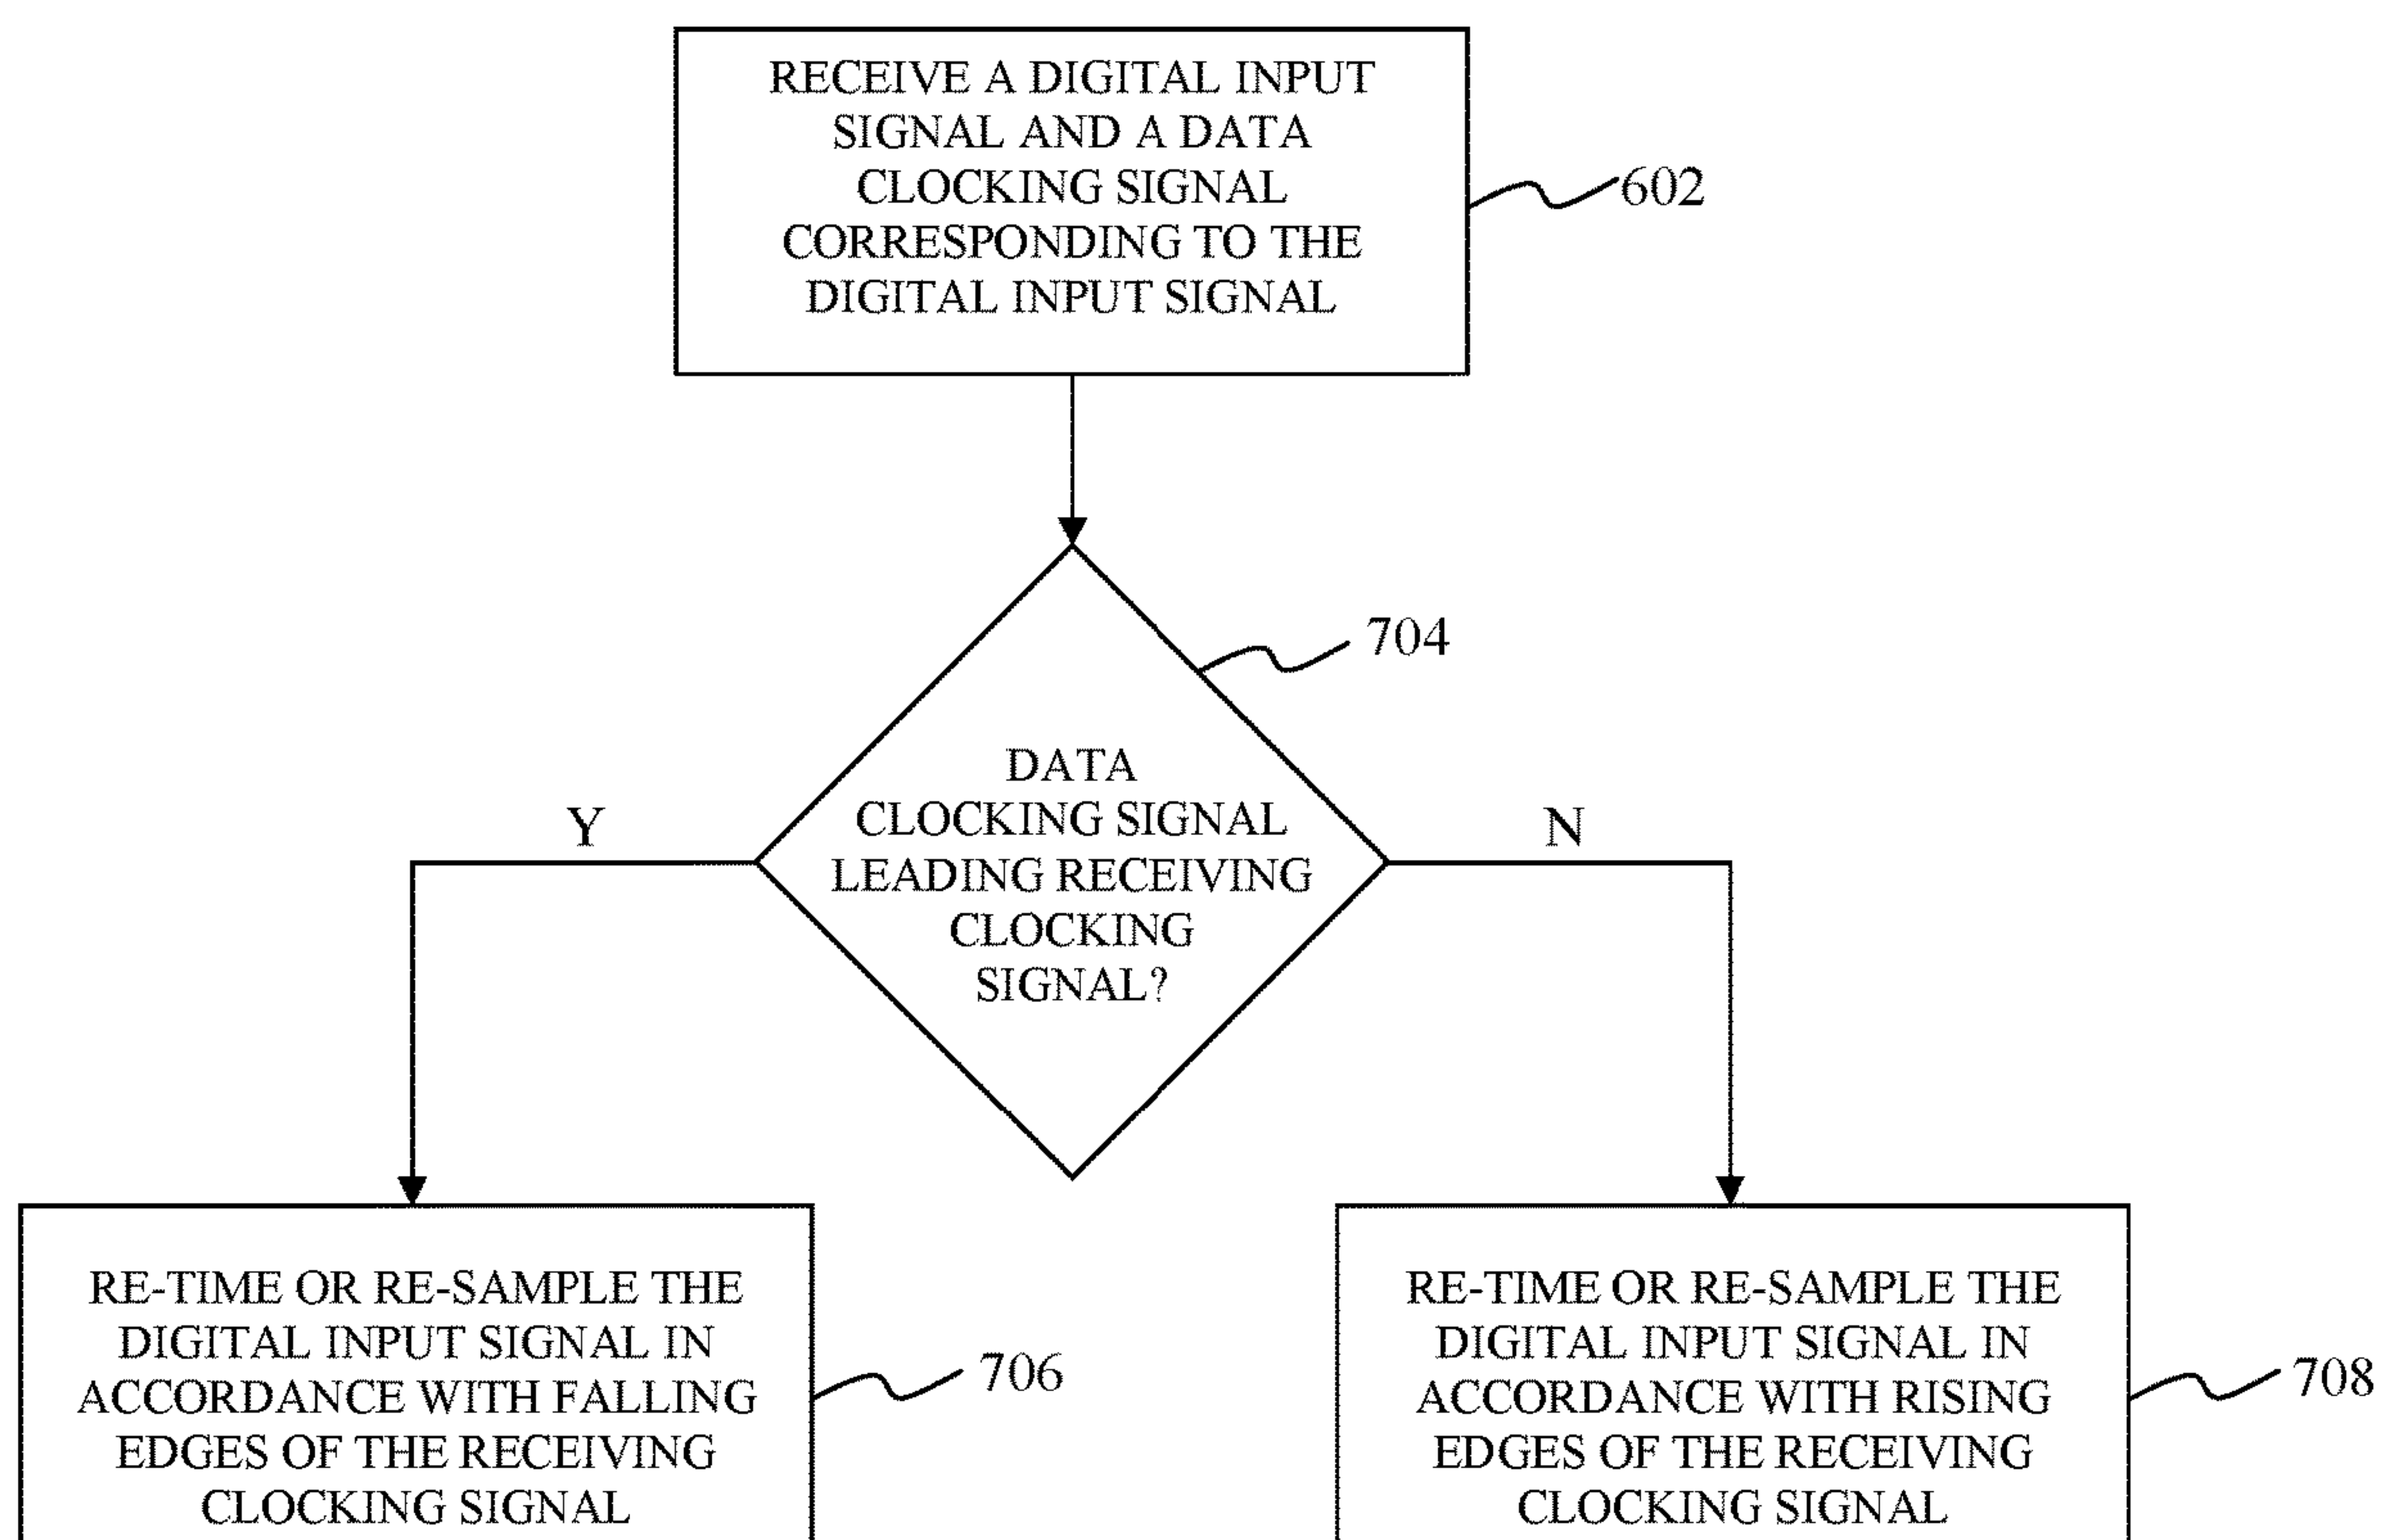 RECEIVE A DIGITAL INPUT
SIGNAL AND A DATA
CLOCKING SIGNAL
CORRESPONDING TO THE
DIGITAL INPUT SIGNAL
602
704
DATA
CLOCKING SIGNAL
LEADING RECEIVING
CLOCKING
SIGNAL?
Y
N
RE-TIME OR RE-SAMPLE THE
DIGITAL INPUT SIGNAL IN
ACCORDANCE WITH FALLING
EDGES OF THE RECEIVING
CLOCKING SIGNAL
706
RE-TIME OR RE-SAMPLE THE
DIGITAL INPUT SIGNAL IN
ACCORDANCE WITH RISING
EDGES OF THE RECEIVING
CLOCKING SIGNAL
708